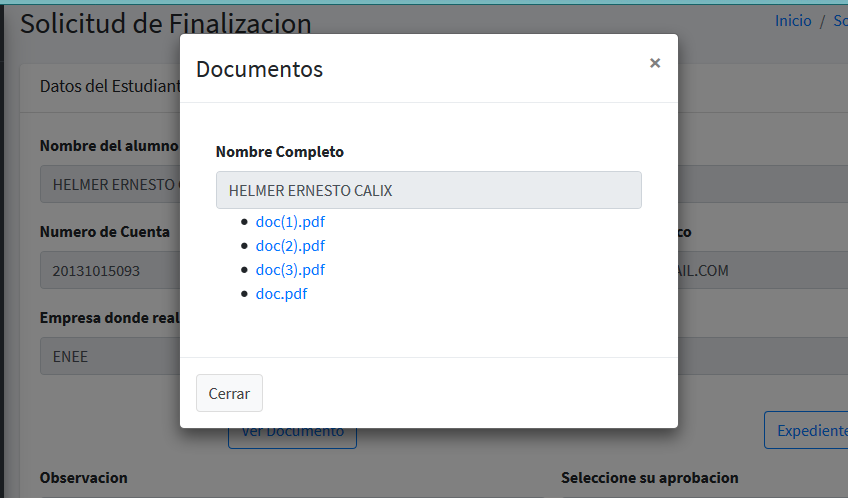 Solicitud de Finalizacion
Inicio / So
Documentos
×
Datos del Estudiant
Nombre Completo
Nombre del alumno
HELMER ERNESTO CALIX
HELMER ERNESTO
doc(1).pdf
doc(2).pdf
doc(3).pdf
doc.pdf
Numero de Cuenta
co
20131015093
AIL.COM
Empresa donde real
ENEE
Cerrar
Ver Documento
Expediente
Observacion
Seleccione su aprobacion